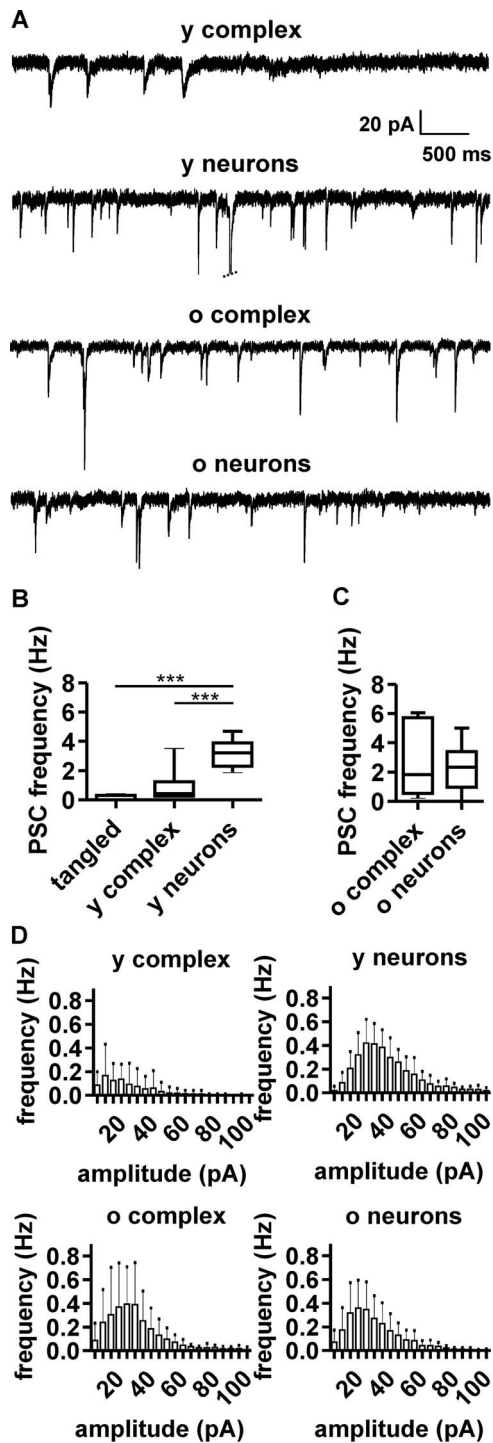 A
y complex
20 pA
500 ms
y neurons
o complex
o neurons
B
C
PSC frequency (Hz)
8
6
4
2
0
***
***
tangled
y complex
y neurons
PSC frequency (Hz)
8
6
4
2
0
o complex
o neurons
D
y complex
frequency (Hz)
0.8
0.6
0.4
0.2
0.0
20 40 60 80 100
amplitude (pA)
y neurons
frequency (Hz)
0.8
0.6
0.4
0.2
0.0
20 40 60 80 100
amplitude (pA)
o complex
frequency (Hz)
0.8
0.6
0.4
0.2
0.0
20 40 60 80 100
amplitude (pA)
o neurons
frequency (Hz)
0.8
0.6
0.4
0.2
0.0
20 40 60 80 100
amplitude (pA)